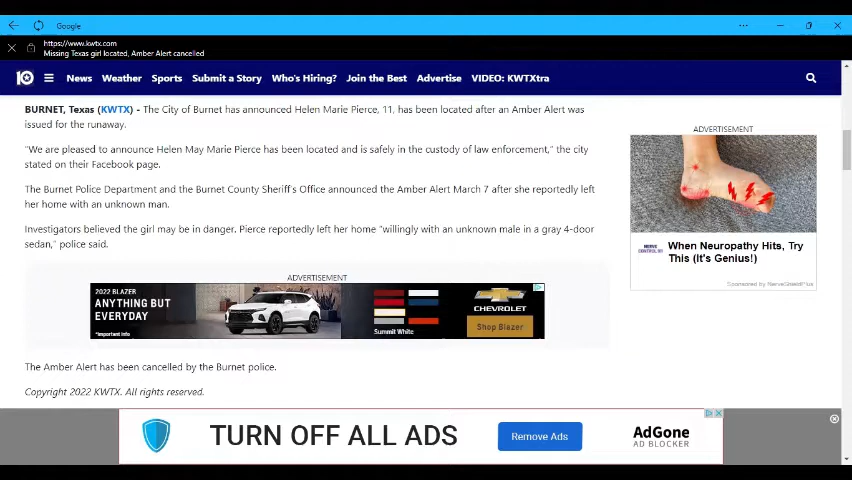 Google
https://www.kwtx.com
Missing Texas girl located, Amber Alert cancelled
10
News Weather Sports Submit a Story Who's Hiring? Join the Best Advertise VIDEO: KWTXtra
BURNET, Texas (KWTX) - The City of Burnet has announced Helen Marie Pierce, 11, has been located after an Amber Alert was
issued for the runaway.
"We are pleased to announce Helen May Marie Pierce has been located and is safely in the custody of law enforcement," the city
stated on their Facebook page.
The Burnet Police Department and the Burnet County Sheriff's Office announced the Amber Alert March 7 after she reportedly left
her home with an unknown man.
Investigators believed the girl may be in danger. Pierce reportedly left her home "willingly with an unknown male in a gray 4-door
sedan," police said.
ADVERTISEMENT
2022 BLAZER
ANYTHING BUT
EVERYDAY
*Important Info
Summit White
CHEVROLET
Shop Blazer
The Amber Alert has been cancelled by the Burnet police.
Copyright 2022 KWTX. All rights reserved.
ADVERTISEMENT
When Neuropathy Hits, Try
This (It's Genius!)
Sponsored by NerveShieldPlus
TURN OFF ALL ADS
Remove Ads
AdGone
AD BLOCKER